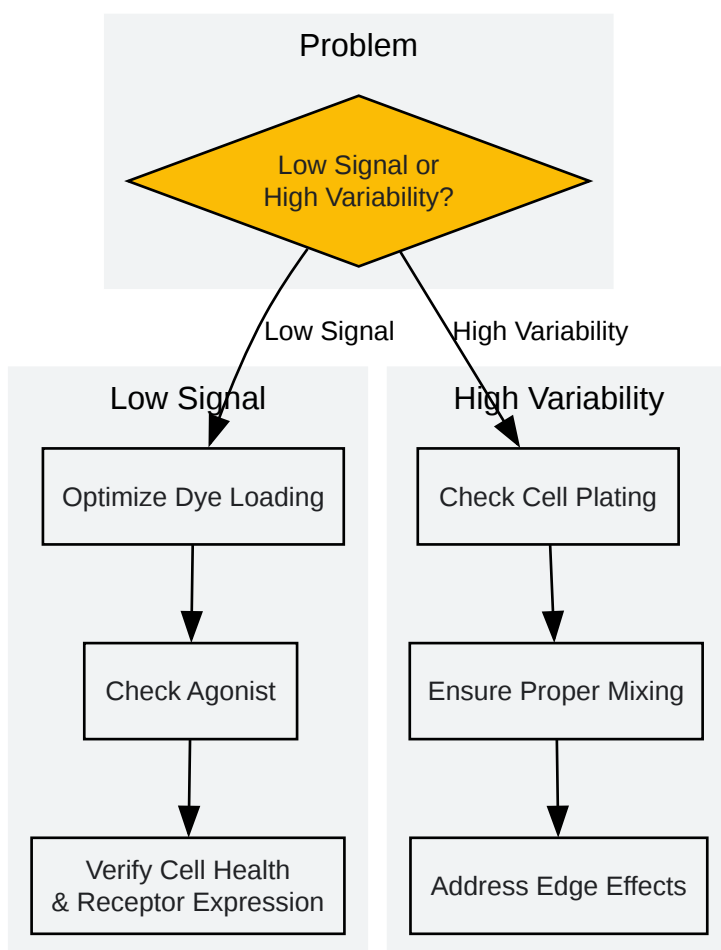 Problem
Low Signal or
High Variability?
Low Signal
High Variability
Low Signal
Optimize Dye Loading
Check Agonist
Verify Cell Health
& Receptor Expression
High Variability
Check Cell Plating
Ensure Proper Mixing
Address Edge Effects